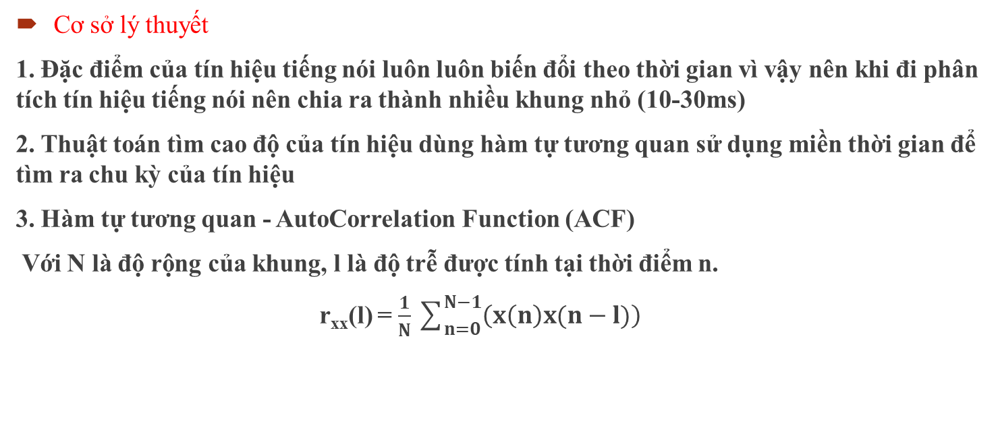 Cơ sở lý thuyết
1. Đặc điểm của tín hiệu tiếng nói luôn luôn biến đổi theo thời gian vì vậy nên khi đi phân
tích tín hiệu tiếng nói nên chia ra thành nhiều khung nhỏ (10-30ms)
2. Thuật toán tìm cao độ của tín hiệu dùng hàm tự tương quan sử dụng miền thời gian để
tìm ra chu kỳ của tín hiệu
3. Hàm tự tương quan - AutoCorrelation Function (ACF)
Với N là độ rộng của khung, l là độ trễ được tính tại thời điểm n.
r_xx(l) = 1/N ∑_{n=0}^{N−1}(x(n)x(n − l))